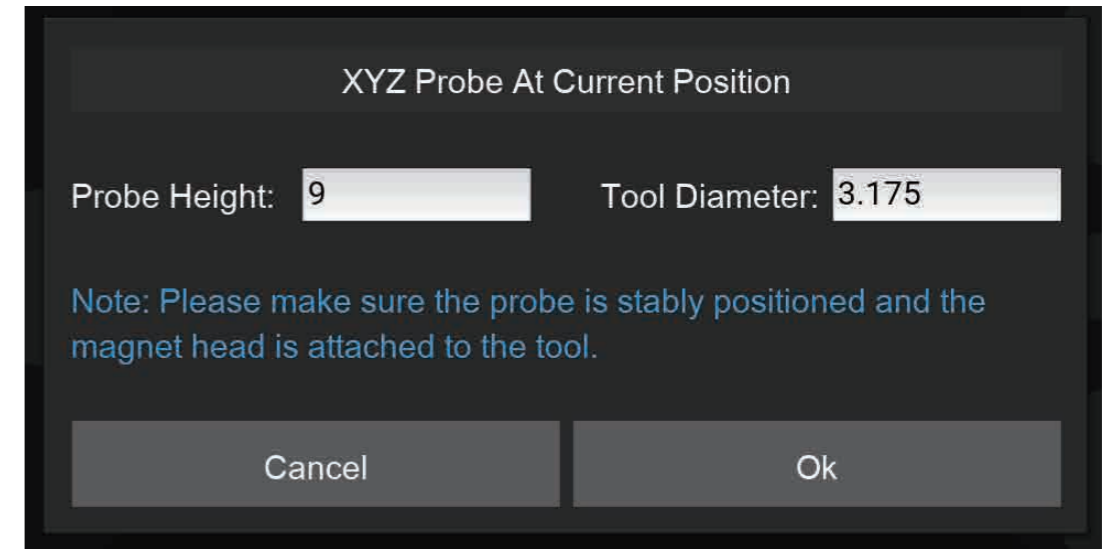 XYZ Probe At Current Position
Probe Height: 9 Tool Diameter: 3.175
Note: Please make sure the probe is stably positioned and the
magnet head is attached to the tool.
Cancel Ok